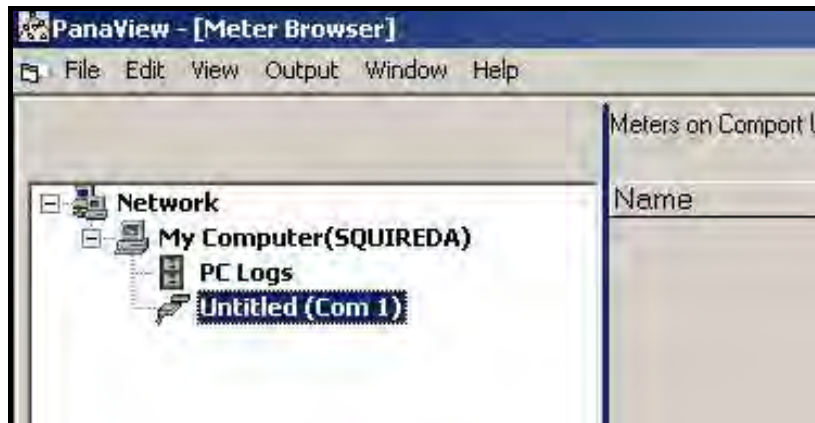 PanaView - [Meter Browser]
File Edit View Output Window Help
Meters on Comport
Name
Network
My Computer(SQUIREDA)
PC Logs
Untitled (Com 1)